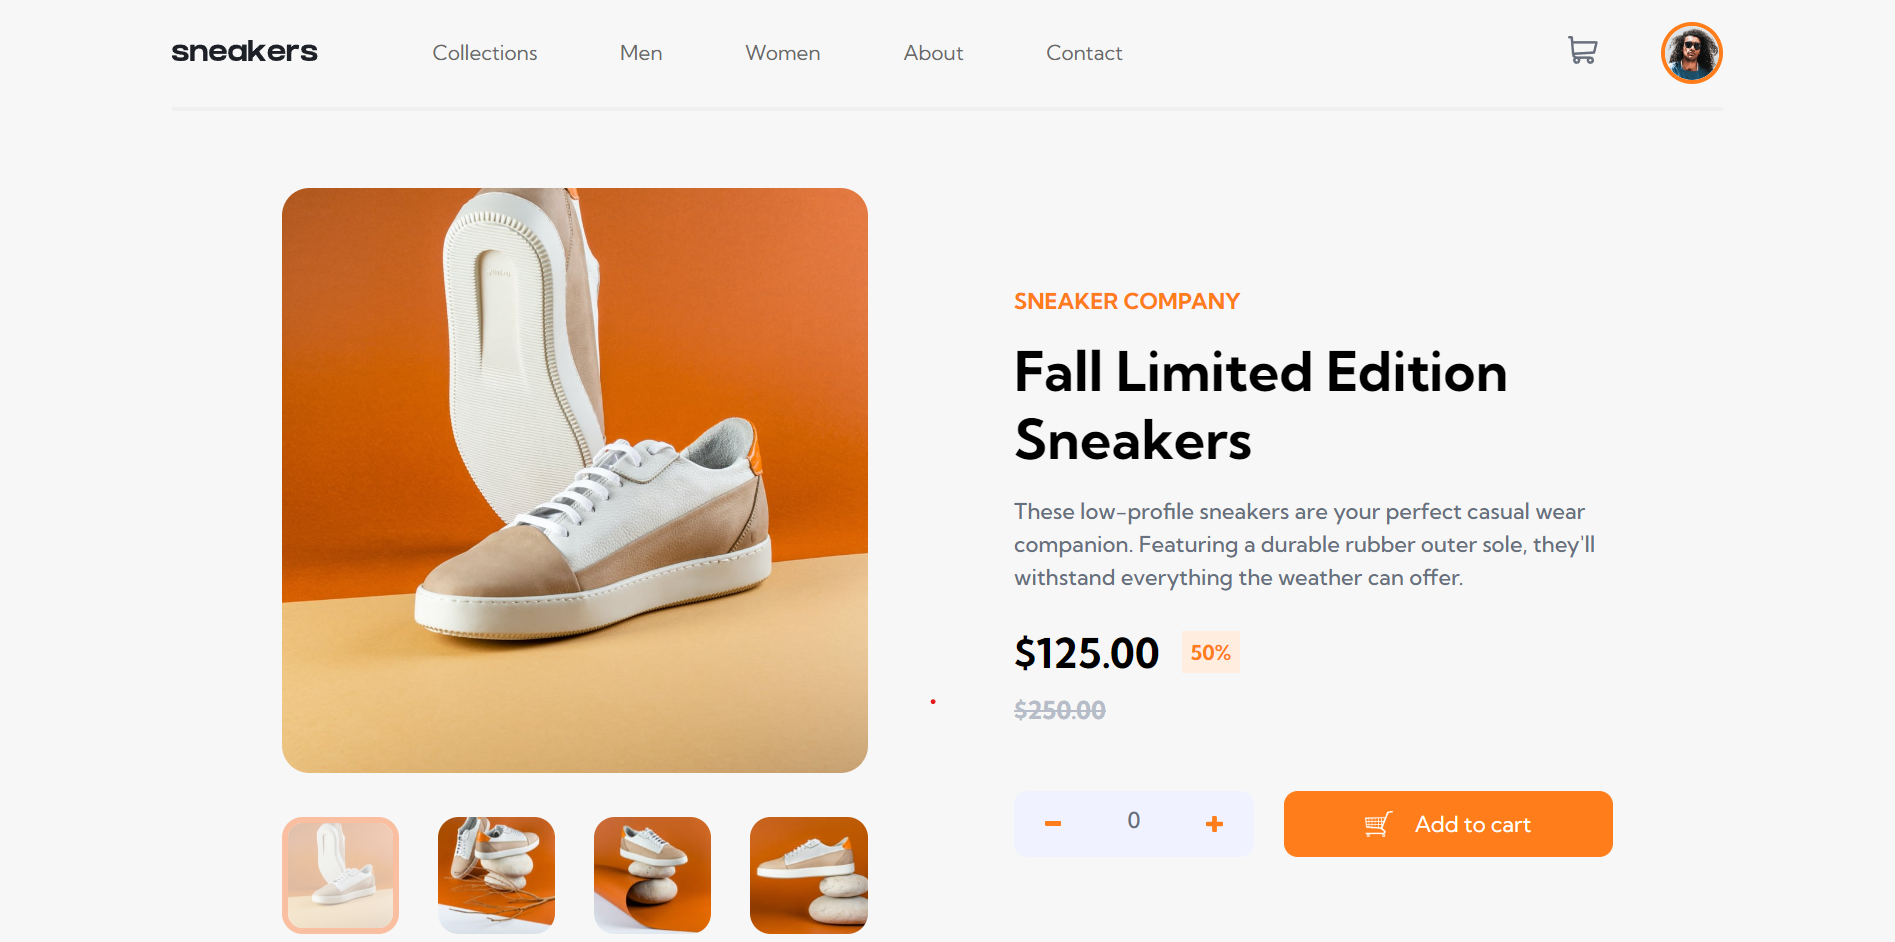 sneakers
Collections
Men
Women
About
Contact
SNEAKER COMPANY
Fall Limited Edition
Sneakers
These low-profile sneakers are your perfect casual wear
companion. Featuring a durable rubber outer sole, they'll
withstand everything the weather can offer.
$125.00 50%
$250.00
0
Add to cart